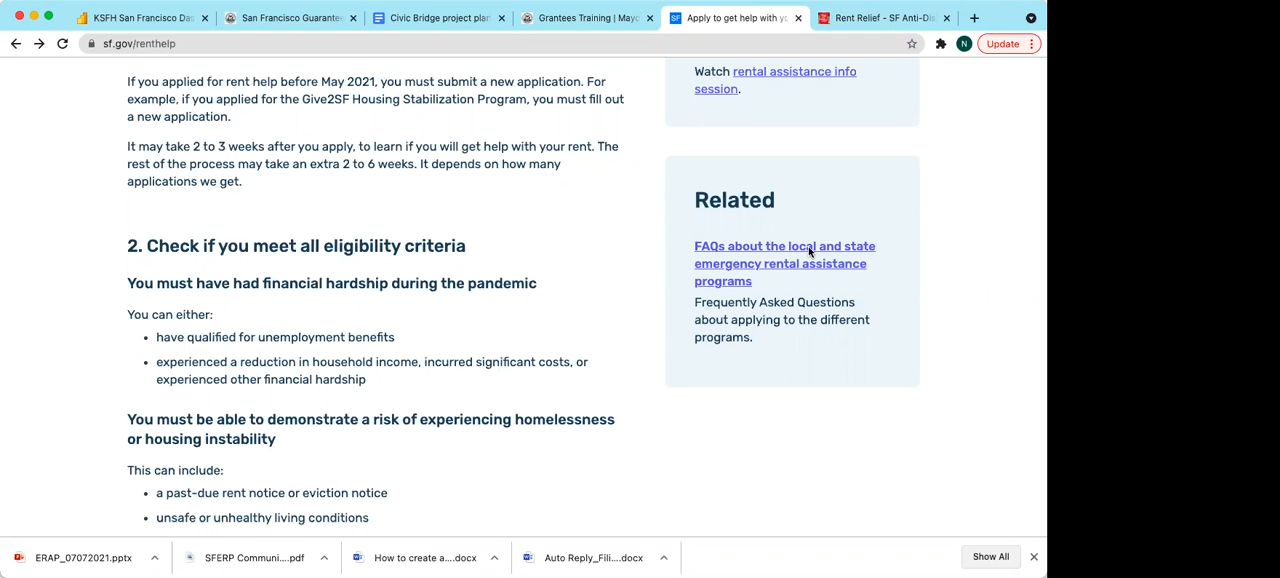 KSFH San Francisco Das
San Francisco Guarante
Civic Bridge project plan
Grantees Training | Mayo
Apply to get help with yo
Rent Relief - SF Anti-Dis
sf.gov/renthelp
N
Update
If you applied for rent help before May 2021, you must submit a new application. For
example, if you applied for the Give2SF Housing Stabilization Program, you must fill out
a new application.
It may take 2 to 3 weeks after you apply, to learn if you will get help with your rent. The
rest of the process may take an extra 2 to 6 weeks. It depends on how many
applications we get.
2. Check if you meet all eligibility criteria
You must have had financial hardship during the pandemic
You can either:
• have qualified for unemployment benefits
• experienced a reduction in household income, incurred significant costs, or
experienced other financial hardship
You must be able to demonstrate a risk of experiencing homelessness
or housing instability
This can include:
• a past-due rent notice or eviction notice
• unsafe or unhealthy living conditions
Watch rental assistance info
session.
Related
FAQs about the local and state
emergency rental assistance
programs
Frequently Asked Questions
about applying to the different
programs.
ERAP_07072021.pptx
SFERP Communi....pdf
How to create a....docx
Auto Reply_Fili....docx
Show All